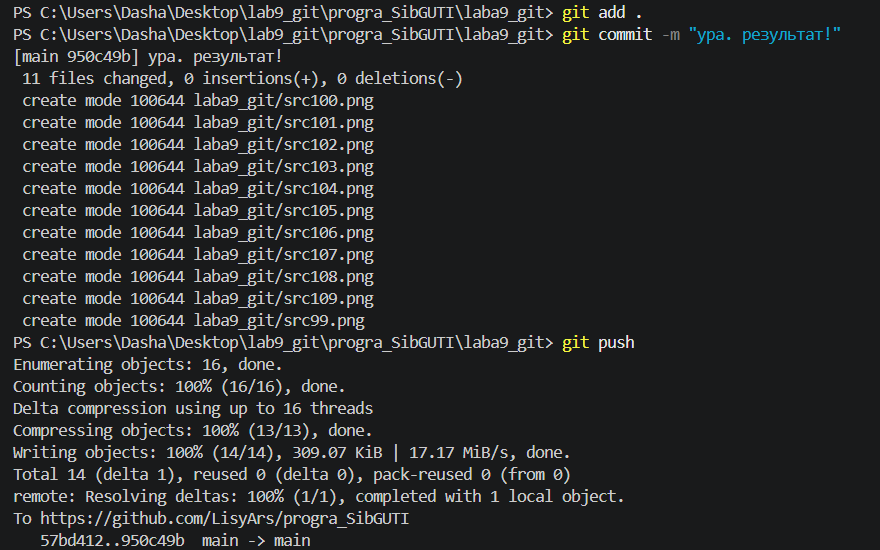 PS C:\Users\Dasha\Desktop\lab9_git\progra_SibGUTI\laba9_git> git add .
PS C:\Users\Dasha\Desktop\lab9_git\progra_SibGUTI\laba9_git> git commit -m "ура. результат!"
[main 950c49b] ура. результат!
 11 files changed, 0 insertions(+), 0 deletions(-)
 create mode 100644 laba9_git/src100.png
 create mode 100644 laba9_git/src101.png
 create mode 100644 laba9_git/src102.png
 create mode 100644 laba9_git/src103.png
 create mode 100644 laba9_git/src104.png
 create mode 100644 laba9_git/src105.png
 create mode 100644 laba9_git/src106.png
 create mode 100644 laba9_git/src107.png
 create mode 100644 laba9_git/src108.png
 create mode 100644 laba9_git/src109.png
 create mode 100644 laba9_git/src99.png
PS C:\Users\Dasha\Desktop\lab9_git\progra_SibGUTI\laba9_git> git push
Enumerating objects: 16, done.
Counting objects: 100% (16/16), done.
Delta compression using up to 16 threads
Compressing objects: 100% (13/13), done.
Writing objects: 100% (14/14), 309.07 KiB | 17.17 MiB/s, done.
Total 14 (delta 1), reused 0 (delta 0), pack-reused 0 (from 0)
remote: Resolving deltas: 100% (1/1), completed with 1 local object.
To https://github.com/LisyArs/progra_SibGUTI
   57bd412..950c49b  main -> main